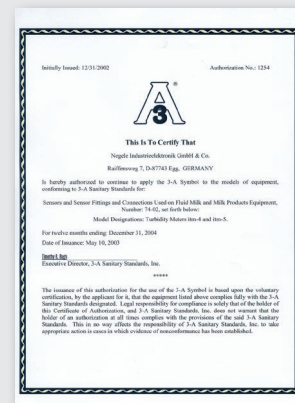 Initially Issued: 12/31/2002 Authorization No.: 1254
A
3
®
This Is To Certify That
Negele Industrieelektronik GmbH & Co.
Raiffeisenweg 7, D-87743 Egg, GERMANY
Is hereby authorized to continue to apply the 3-A Symbol to the models of equipment,
conforming to 3-A Sanitary Standards for:
Sensors and Sensor Fittings and Connections Used on Fluid Milk and Milk Products Equipment,
Number: 74-02, set forth below:
Model Designations: Turbidity Meters itm-4 and itm-5.
For twelve months ending: December 31, 2004
Date of Issuance: May 10, 2003
Executive Director, 3-A Sanitary Standards, Inc.
*****
The issuance of this authorization for the use of the 3-A Symbol is based upon the voluntary
certification, by the applicant for it, that the equipment listed above complies fully with the 3-A
Sanitary Standards designated. Legal responsibility for compliance is solely that of the holder of
this Certificate of Authorization, and 3-A Sanitary Standards, Inc. does not warrant that the
holder of an authorization at all times complies with the provisions of the said 3-A Sanitary
Standards. This in no way affects the responsibility of 3-A Sanitary Standards, Inc. to take
appropriate action in cases in which evidence of nonconformance has been established.